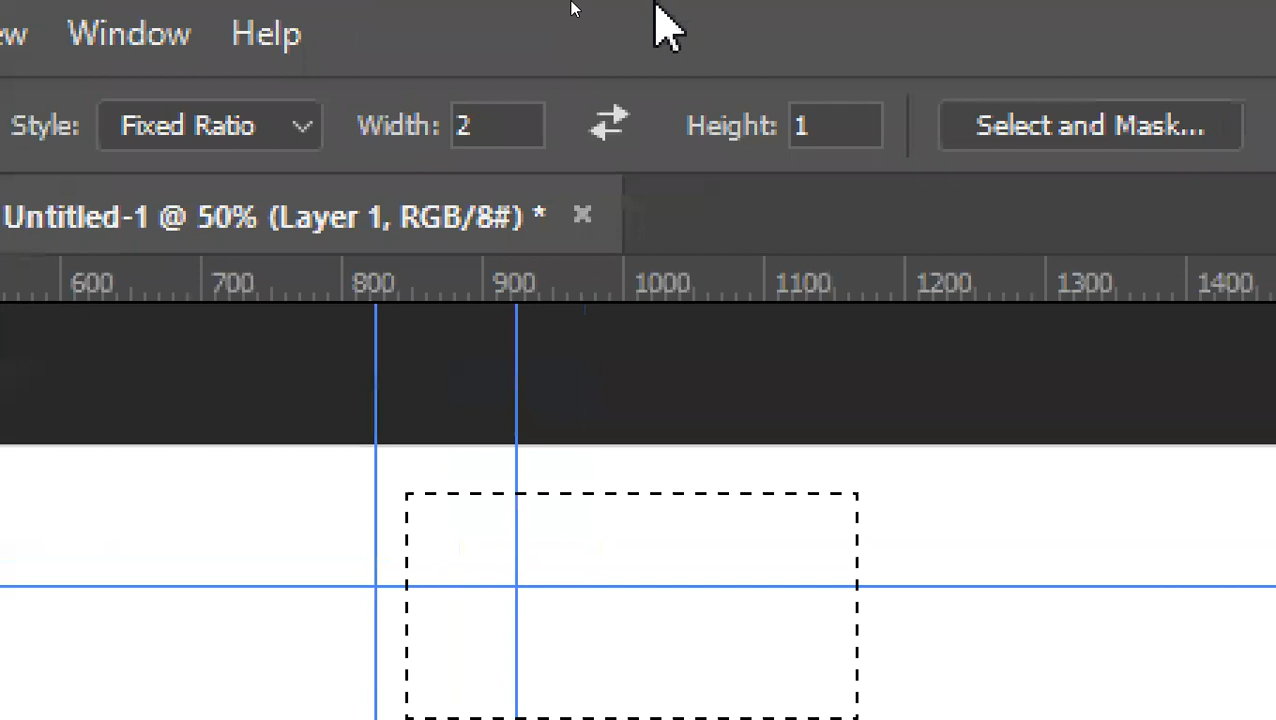 ew Window Help
Style: Fixed Ratio Width: 2 Height: 1 Select and Mask...
Untitled-1 @ 50% (Layer 1, RGB/8#) *
600 700 800 900 1000 1100 1200 1300 1400